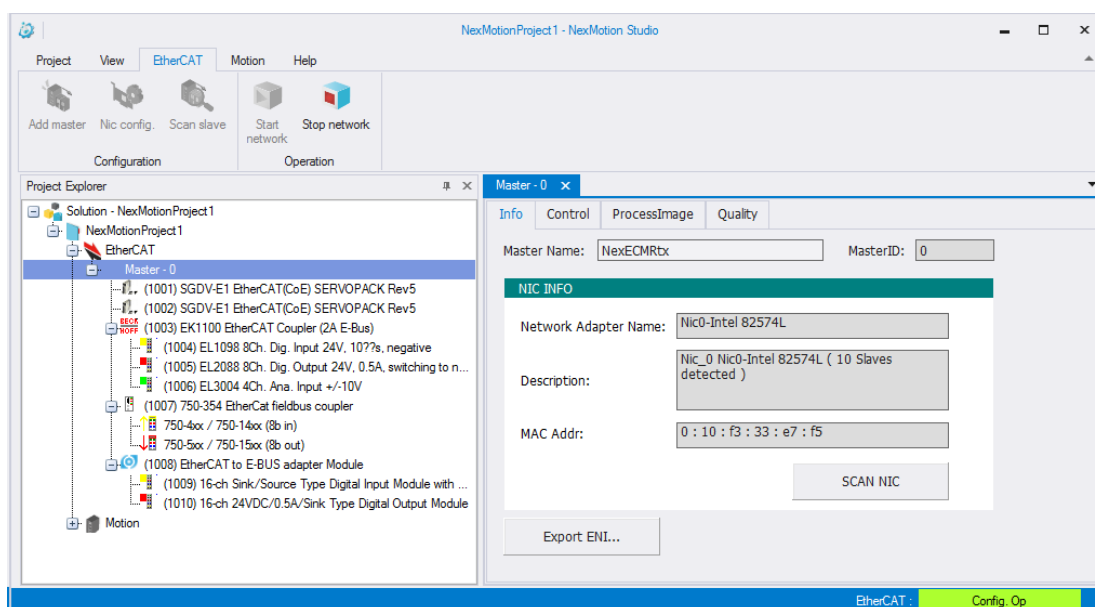 NexMotionProject1 - NexMotion Studio
Project View EtherCAT Motion Help
Add master Nic config. Scan slave Start network Stop network
Configuration Operation
Project Explorer
Solution - NexMotionProject1
NexMotionProject1
EtherCAT
Master - 0
(1001) SGDV-E1 EtherCAT(CoE) SERVOPACK Rev5
(1002) SGDV-E1 EtherCAT(CoE) SERVOPACK Rev5
BECK
HOFF
(1003) EK1100 EtherCAT Coupler (2A E-Bus)
(1004) EL1098 8Ch. Dig. Input 24V, 10??s, negative
(1005) EL2088 8Ch. Dig. Output 24V, 0.5A, switching to n...
(1006) EL3004 4Ch. Ana. Input +/-10V
(1007) 750-354 EtherCat fieldbus coupler
750-4xx / 750-14xx (8b in)
750-5xx / 750-15xx (8b out)
(1008) EtherCAT to E-BUS adapter Module
(1009) 16-ch Sink/Source Type Digital Input Module with ...
(1010) 16-ch 24VDC/0.5A/Sink Type Digital Output Module
Motion
Master - 0
Info Control ProcessImage Quality
Master Name: NexECMRtx MasterID: 0
NIC INFO
Network Adapter Name: Nic0-Intel 82574L
Description: Nic_0 Nic0-Intel 82574L ( 10 Slaves
detected )
MAC Addr: 0 : 10 : f3 : 33 : e7 : f5
SCAN NIC
Export ENI...
EtherCAT : Config. Op